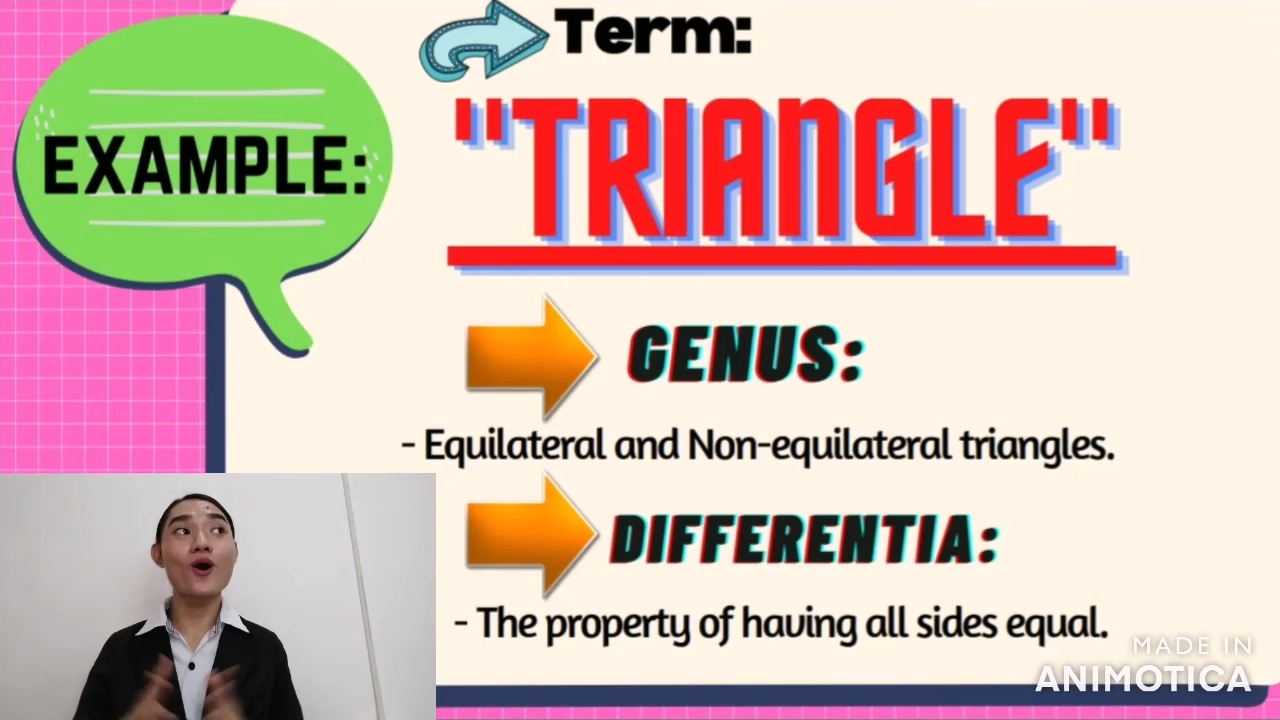 Term:
EXAMPLE:
"TRIANGLE"
GENUS:
- Equilateral and Non-equilateral triangles.
DIFFERENTIA:
- The property of having all sides equal.
MADE IN
ANIMOTICA